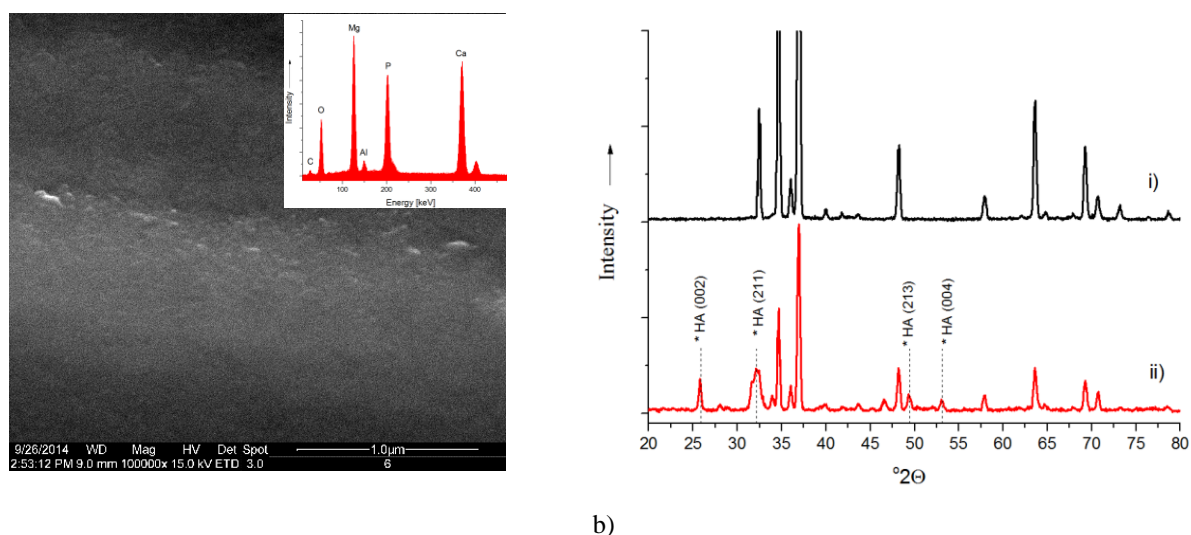 Mg
Ca
P
O
Al
C
Intensity
100 200 300 400
Energy [keV]
9/26/2014 WD Mag HV Det Spot 1.0μm
2:53:12 PM 9.0 mm 100000x 15.0 kV ETD 3.0 6
Intensity
i)
* HA (002)
* HA (211)
* HA (213)
* HA (004)
ii)
20 25 30 35 40 45 50 55 60 65 70 75 80
°2Θ
b)